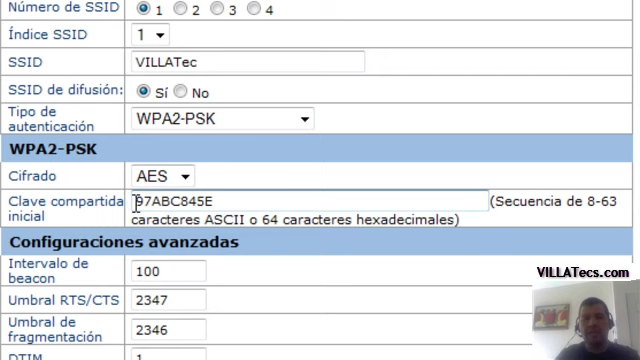 Número de SSID 1 2 3 4
Índice SSID 1
SSID VILLATec
SSID de difusión: Sí No
Tipo de
autenticación WPA2-PSK
WPA2-PSK
Cifrado AES
Clave compartida 97ABC845E (Secuencia de 8-63
inicial caracteres ASCII o 64 caracteres hexadecimales)
Configuraciones avanzadas
Intervalo de
beacon 100
VILLATecs.com
Umbral RTS/CTS 2347
Umbral de
fragmentación 2346
DTIM 1